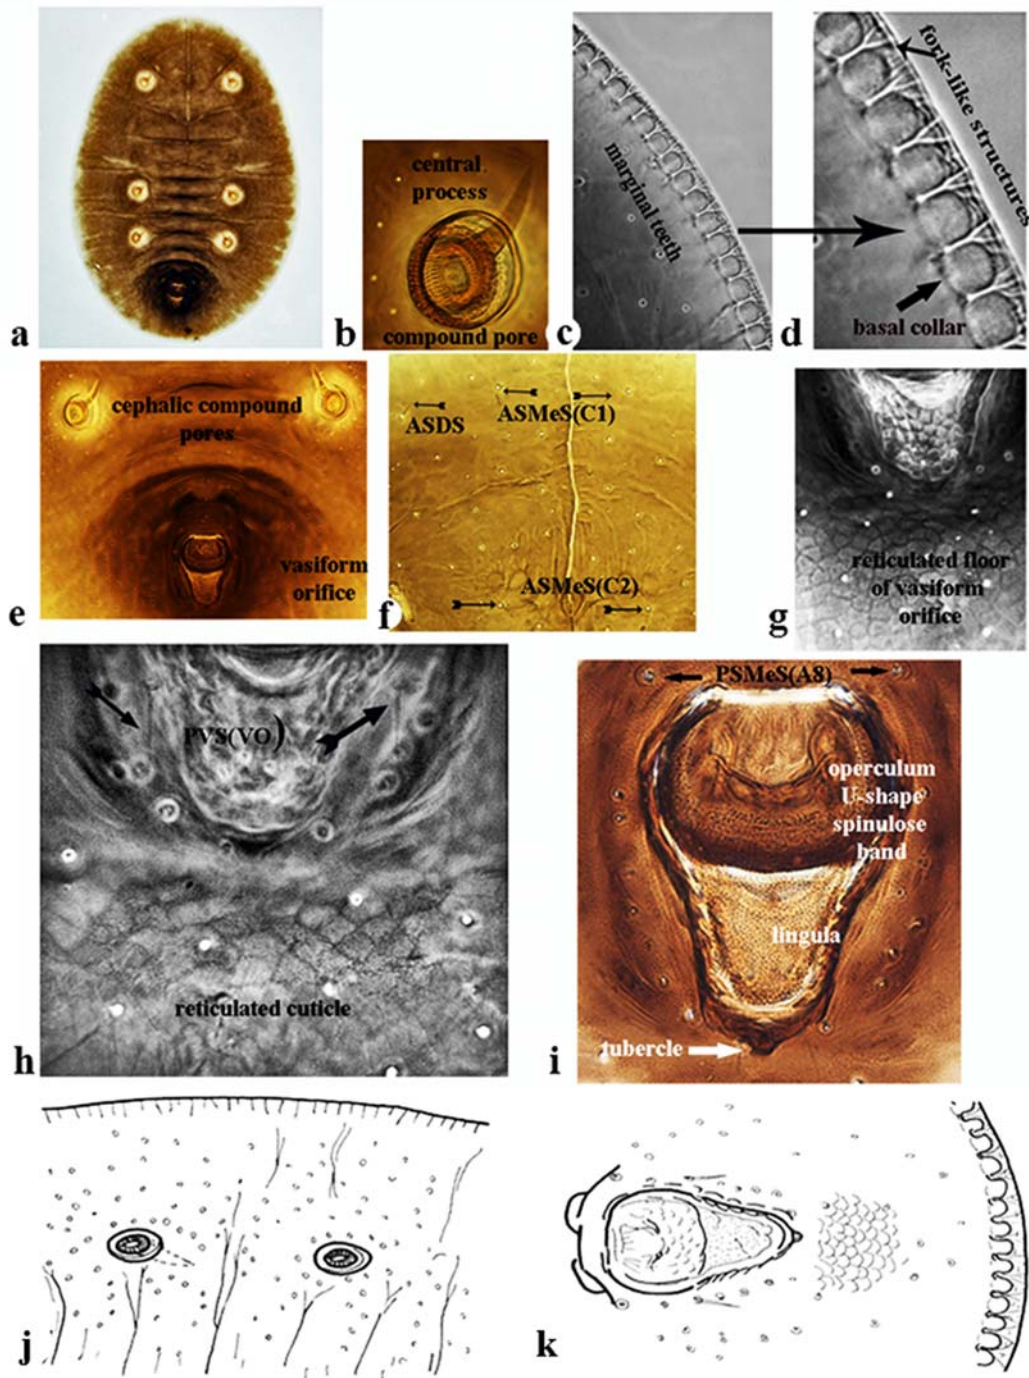 a
central
process
compound pore
b
marginal teeth
c
fork-like structures
basal collar
d
cephalic compound
pores
vasiform
orifice
e
ASDS
ASMeS(C1)
ASMeS(C2)
f
reticulated floor
of vasiform
orifice
g
PVS(VO)
reticulated cuticle
h
PSMeS(A8)
operculum
U-shape
spinulose
band
lingula
tubercle
i
j
k